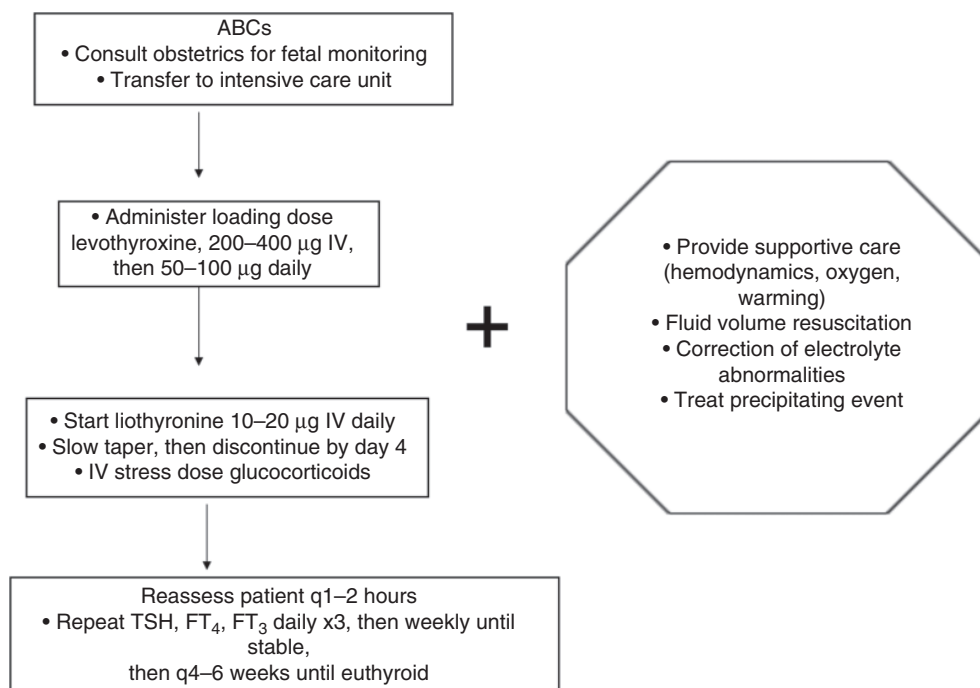 ABCs
• Consult obstetrics for fetal monitoring
• Transfer to intensive care unit
• Administer loading dose
levothyroxine, 200–400 μg IV,
then 50–100 μg daily
• Start liothyronine 10–20 μg IV daily
• Slow taper, then discontinue by day 4
• IV stress dose glucocorticoids
Reassess patient q1–2 hours
• Repeat TSH, FT₄, FT₃ daily x3, then weekly until
stable,
then q4–6 weeks until euthyroid
+
• Provide supportive care
(hemodynamics, oxygen,
warming)
• Fluid volume resuscitation
• Correction of electrolyte
abnormalities
• Treat precipitating event